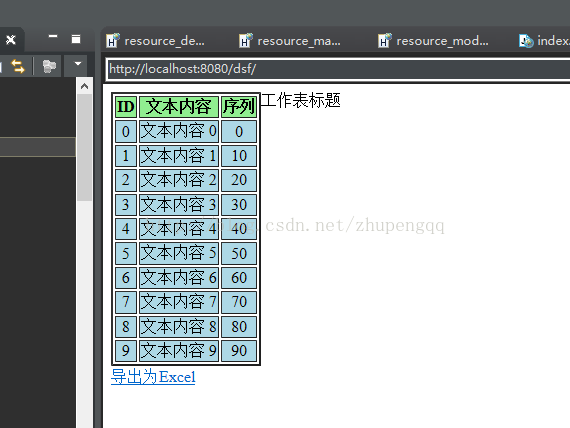 resource_de... resource_ma... resource_mod... index.
http://localhost:8080/dsf/
ID 文本内容 序列 工作表标题
0 文本内容 0 0
1 文本内容 1 10
2 文本内容 2 20
3 文本内容 3 30
4 文本内容 4 40
csdn.net/zhupengqq
5 文本内容 5 50
6 文本内容 6 60
7 文本内容 7 70
8 文本内容 8 80
9 文本内容 9 90
导出为Excel